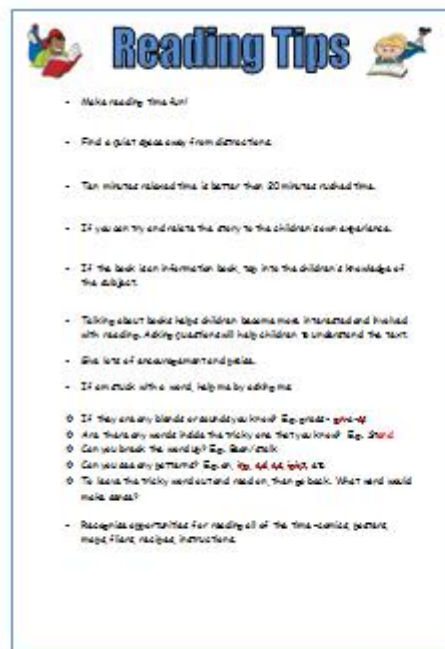 Reading Tips
- Make reading time fun!
- Find a quiet space away from distractions.
- Ten minutes relaxed time is better than 20 minutes rushed time.
- If you can try and relate the story to the children's own experience.
- If the book is an information book, tap into the children's knowledge of
the subject.
- Talking about books helps children become more interested and involved
with reading. Asking questions will help children to understand the text.
- Give lots of encouragement and praise.
- If am stuck with a word, help me by asking me
If they are any blends or sounds you know? E.g. green-
Are there any words inside the tricky one that you know? E.g. Stand
Can you break the word up? E.g. Bean/stalk
Can you see any patterns? E.g. on, etc
To leave the tricky word out and read on, then go back. What word would
make sense?
- Recognise opportunities for reading all of the time -comics, posters,
maps, fliers, recipes, instructions.